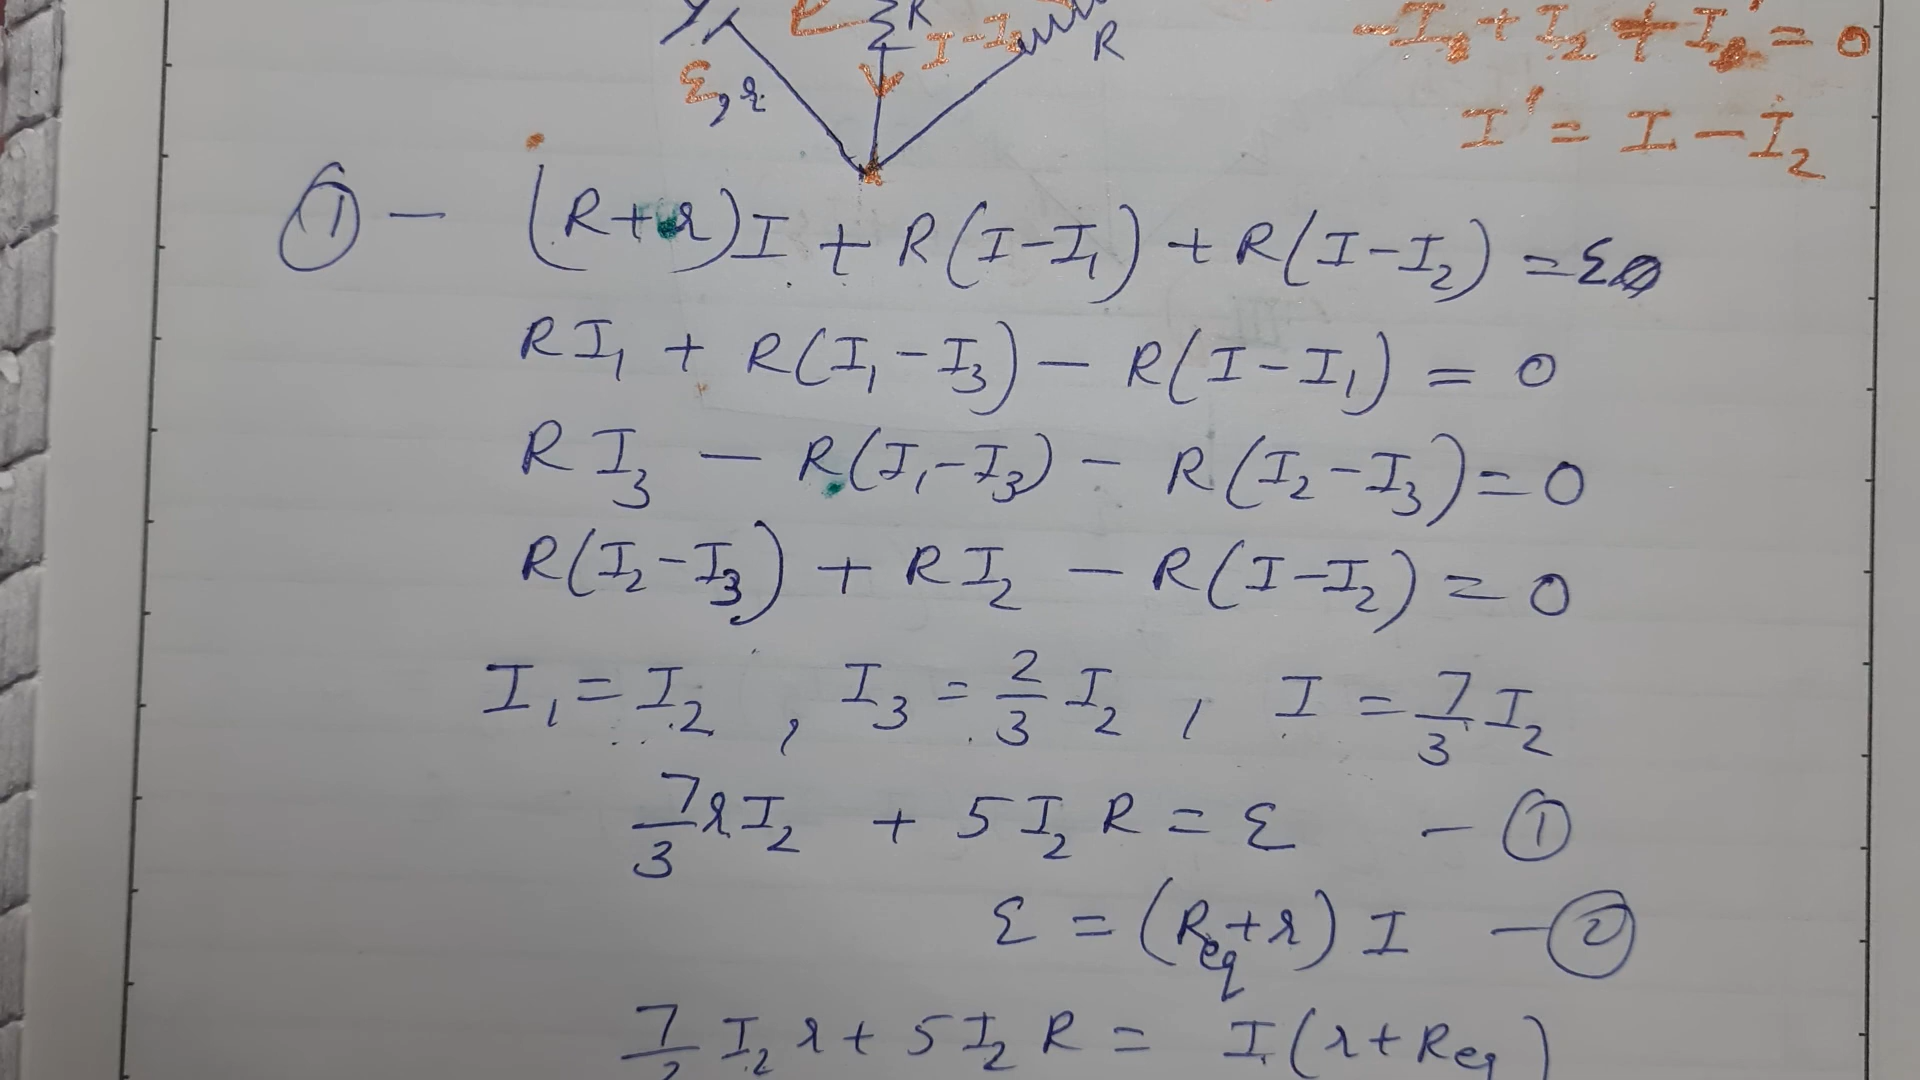 R
I - I₂
R
ε, r
-I₃ + I₂ + I' = 0
I' = I - I₂
① - (R+r)I + R(I-I₁) + R(I-I₂) = ε
RI₁ + R(I₁-I₃) - R(I-I₁) = 0
RI₃ - R(I₁-I₃) - R(I₂-I₃) = 0
R(I₂-I₃) + RI₂ - R(I-I₂) = 0
I₁ = I₂ , I₃ = 2/3 I₂ , I = 7/3 I₂
7/3 rI₂ + 5I₂R = ε - ①
ε = (Req+r) I - ②
I₂r + 5I₂R = I(r+Req)